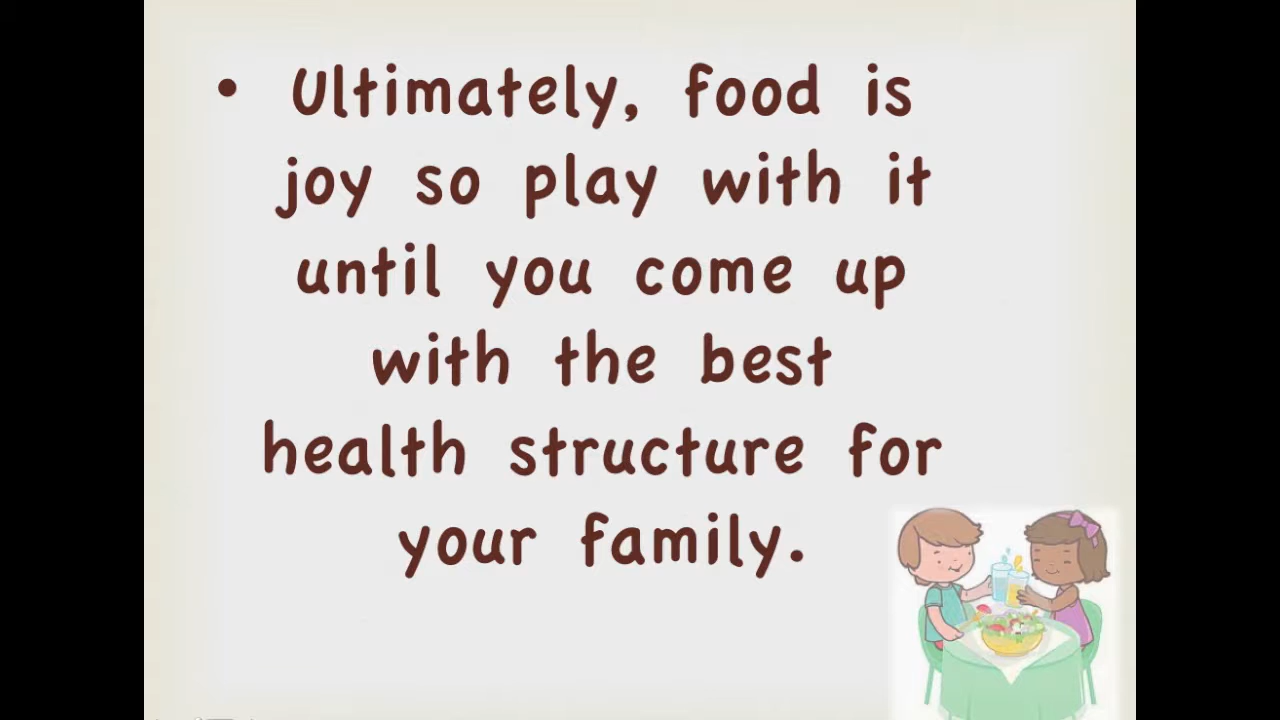 • Ultimately, food is
joy so play with it
until you come up
with the best
health structure for
your family.